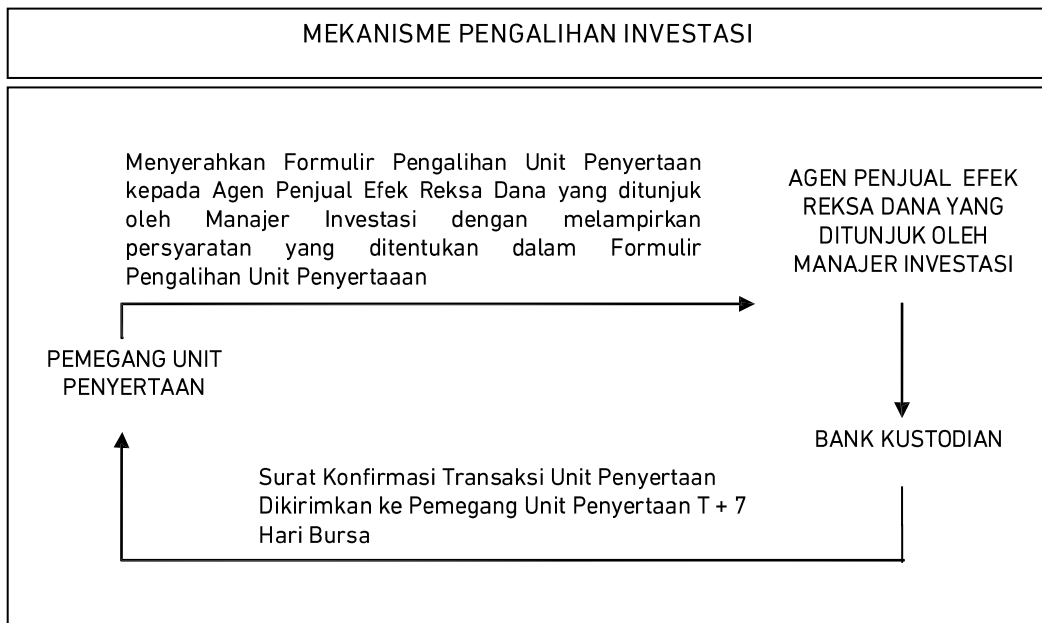 MEKANISME PENGALIHAN INVESTASI
Menyerahkan Formulir Pengalihan Unit Penyertaan
kepada Agen Penjual Efek Reksa Dana yang ditunjuk
oleh Manajer Investasi dengan melampirkan
persyaratan yang ditentukan dalam Formulir
Pengalihan Unit Penyertaaan
AGEN PENJUAL EFEK
REKSA DANA YANG
DITUNJUK OLEH
MANAJER INVESTASI
PEMEGANG UNIT
PENYERTAAN
BANK KUSTODIAN
Surat Konfirmasi Transaksi Unit Penyertaan
Dikirimkan ke Pemegang Unit Penyertaan T + 7
Hari Bursa